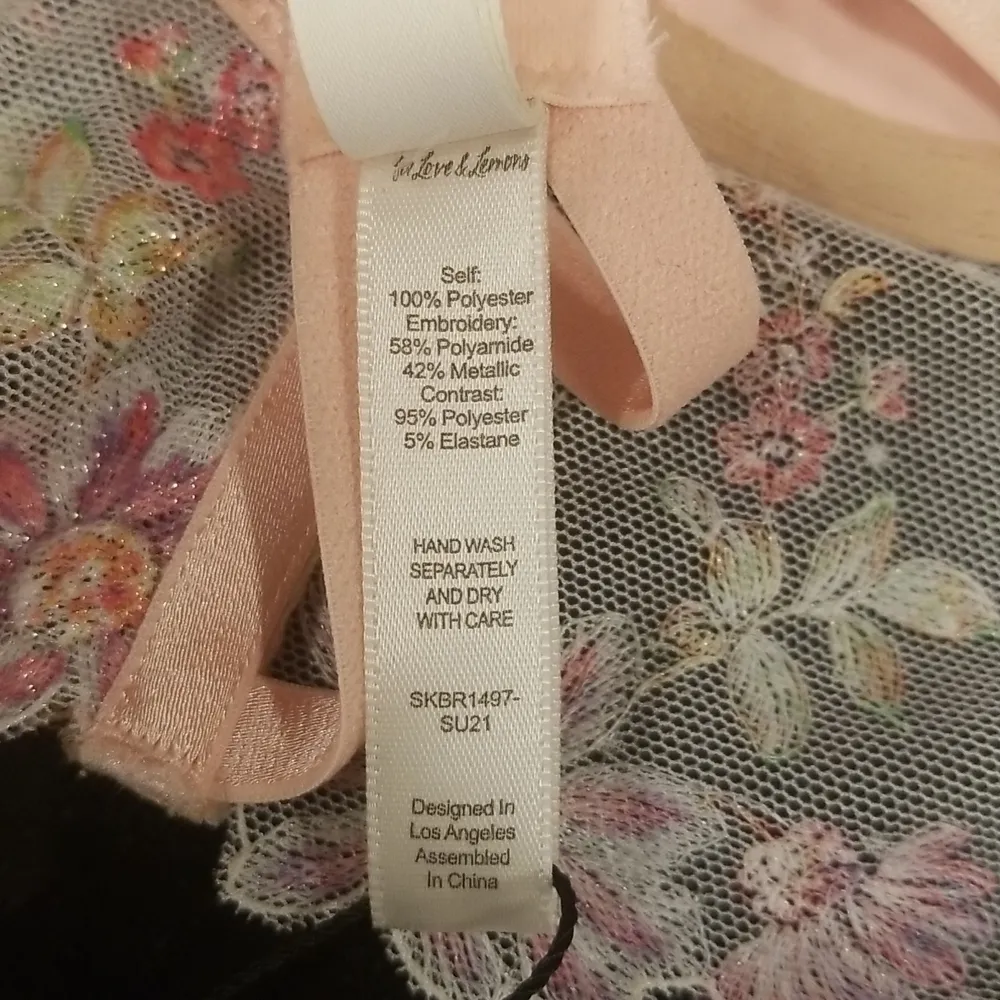 for Love & Lemons
Self:
100% Polyester
Embroidery:
58% Polyamide
42% Metallic
Contrast:
95% Polyester
5% Elastane
HAND WASH
SEPARATELY
AND DRY
WITH CARE
SKBR1497-
SU21
Designed In
Los Angeles
Assembled
In China